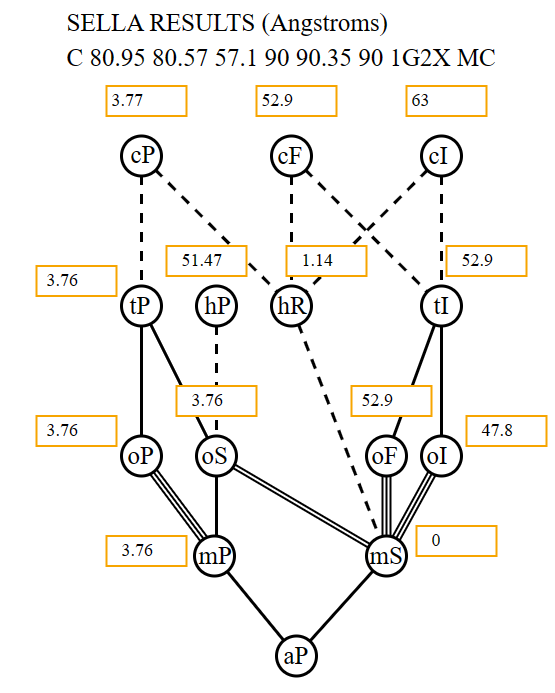 SELLA RESULTS (Angstroms)
C 80.95 80.57 57.1 90 90.35 90 1G2X MC
3.77 52.9 63
cP cF cI
51.47 1.14 52.9
3.76
tP hP hR tI
3.76 52.9
3.76 47.8
oP oS oF oI
0
3.76
mP mS
aP